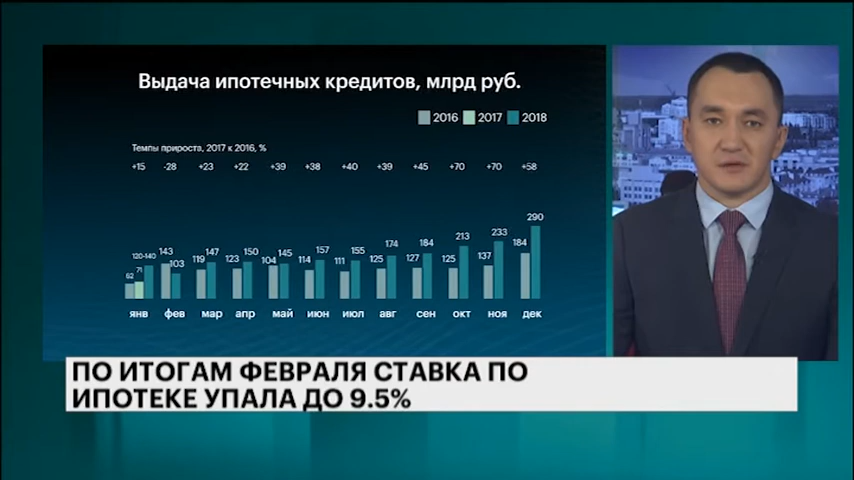 Выдача ипотечных кредитов, млрд руб.
2016 2017 2018
Темпы прироста, 2017 к 2016, %
+15 -28 +23 +22 +39 +38 +40 +39 +45 +70 +70 +58
62 71 120-140 143 103 119 147 123 150 104 145 114 157 111 155 125 174 127 184 125 213 137 233 184 290
янв фев мар апр май июн июл авг сен окт ноя дек
ПО ИТОГАМ ФЕВРАЛЯ СТАВКА ПО
ИПОТЕКЕ УПАЛА ДО 9.5%